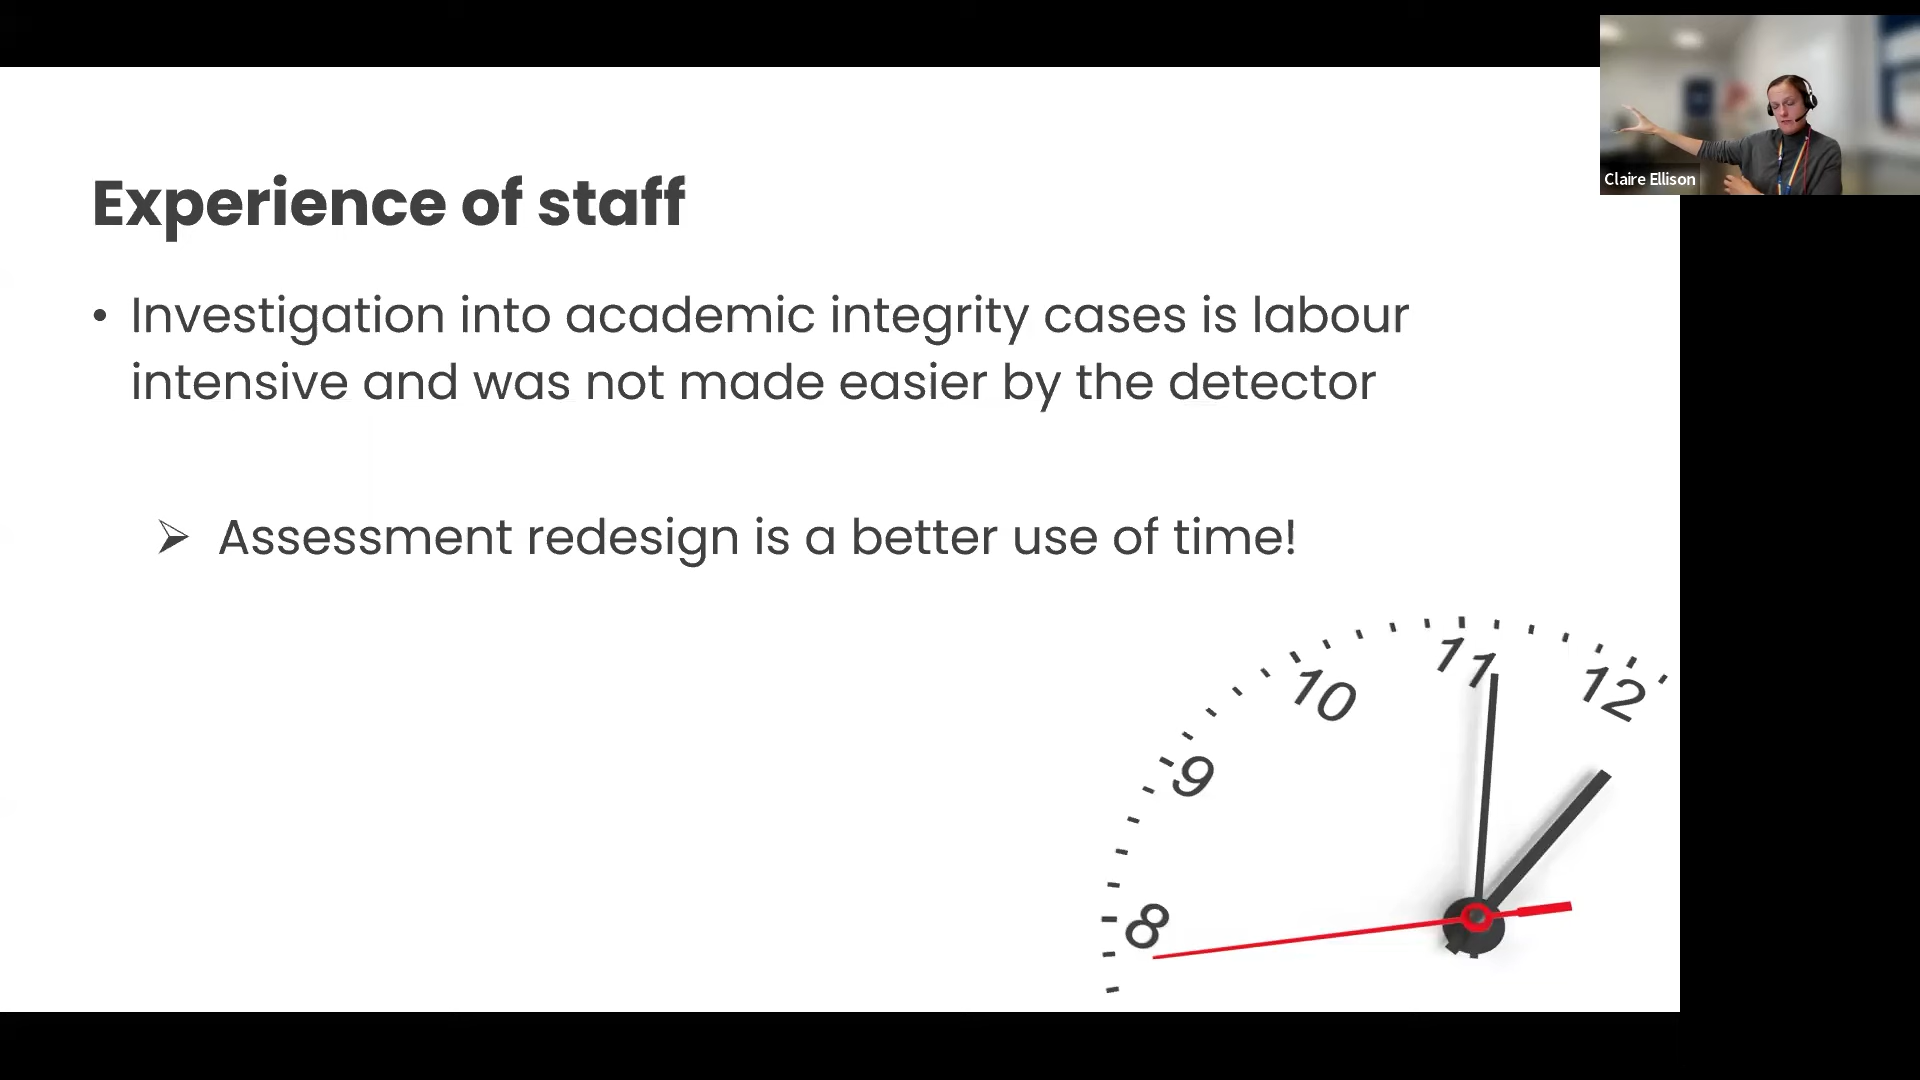 Claire Ellison
Experience of staff
• Investigation into academic integrity cases is labour
intensive and was not made easier by the detector
➢ Assessment redesign is a better use of time!
8
9
10
11
12